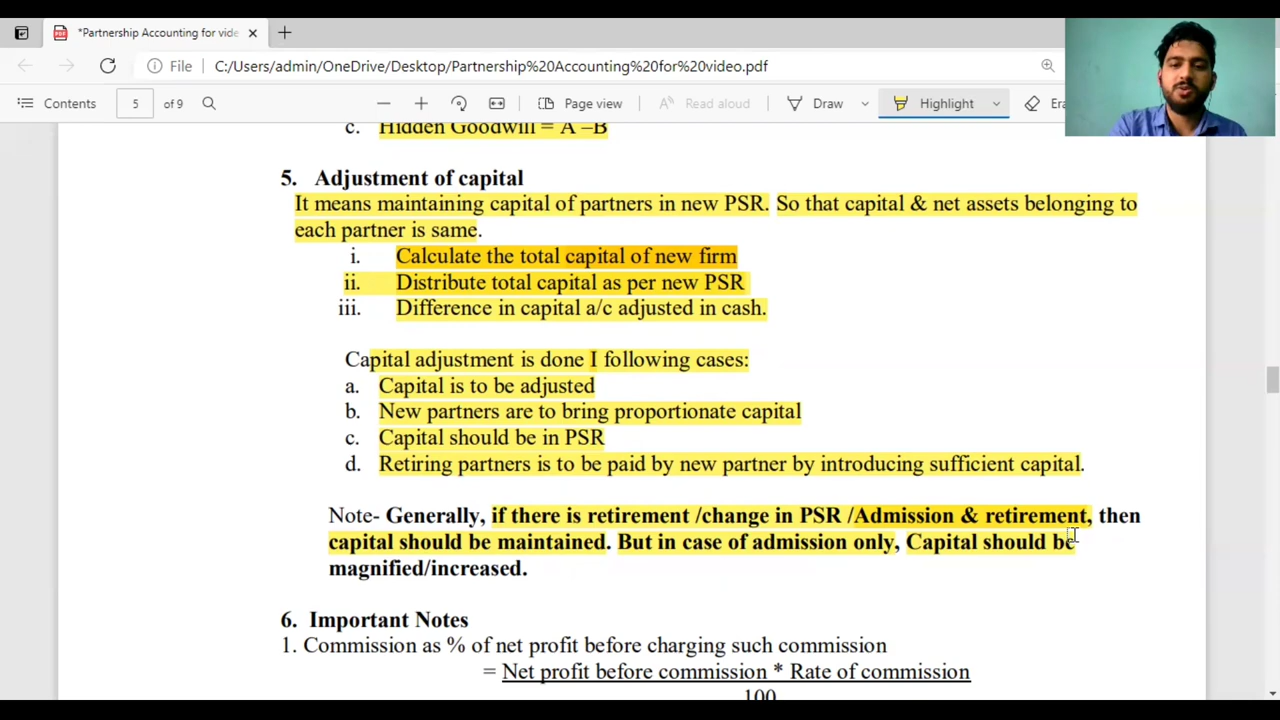 *Partnership Accounting for vide
File C:/Users/admin/OneDrive/Desktop/Partnership%20Accounting%20for%20video.pdf
Contents 5 of 9 Page view Read aloud Draw Highlight Era
c. Hidden Goodwill = A –B
5. Adjustment of capital
It means maintaining capital of partners in new PSR. So that capital & net assets belonging to
each partner is same.
i. Calculate the total capital of new firm
ii. Distribute total capital as per new PSR
iii. Difference in capital a/c adjusted in cash.
Capital adjustment is done I following cases:
a. Capital is to be adjusted
b. New partners are to bring proportionate capital
c. Capital should be in PSR
d. Retiring partners is to be paid by new partner by introducing sufficient capital.
Note- Generally, if there is retirement /change in PSR /Admission & retirement, then
capital should be maintained. But in case of admission only, Capital should be
magnified/increased.
6. Important Notes
1. Commission as % of net profit before charging such commission
= Net profit before commission * Rate of commission
100